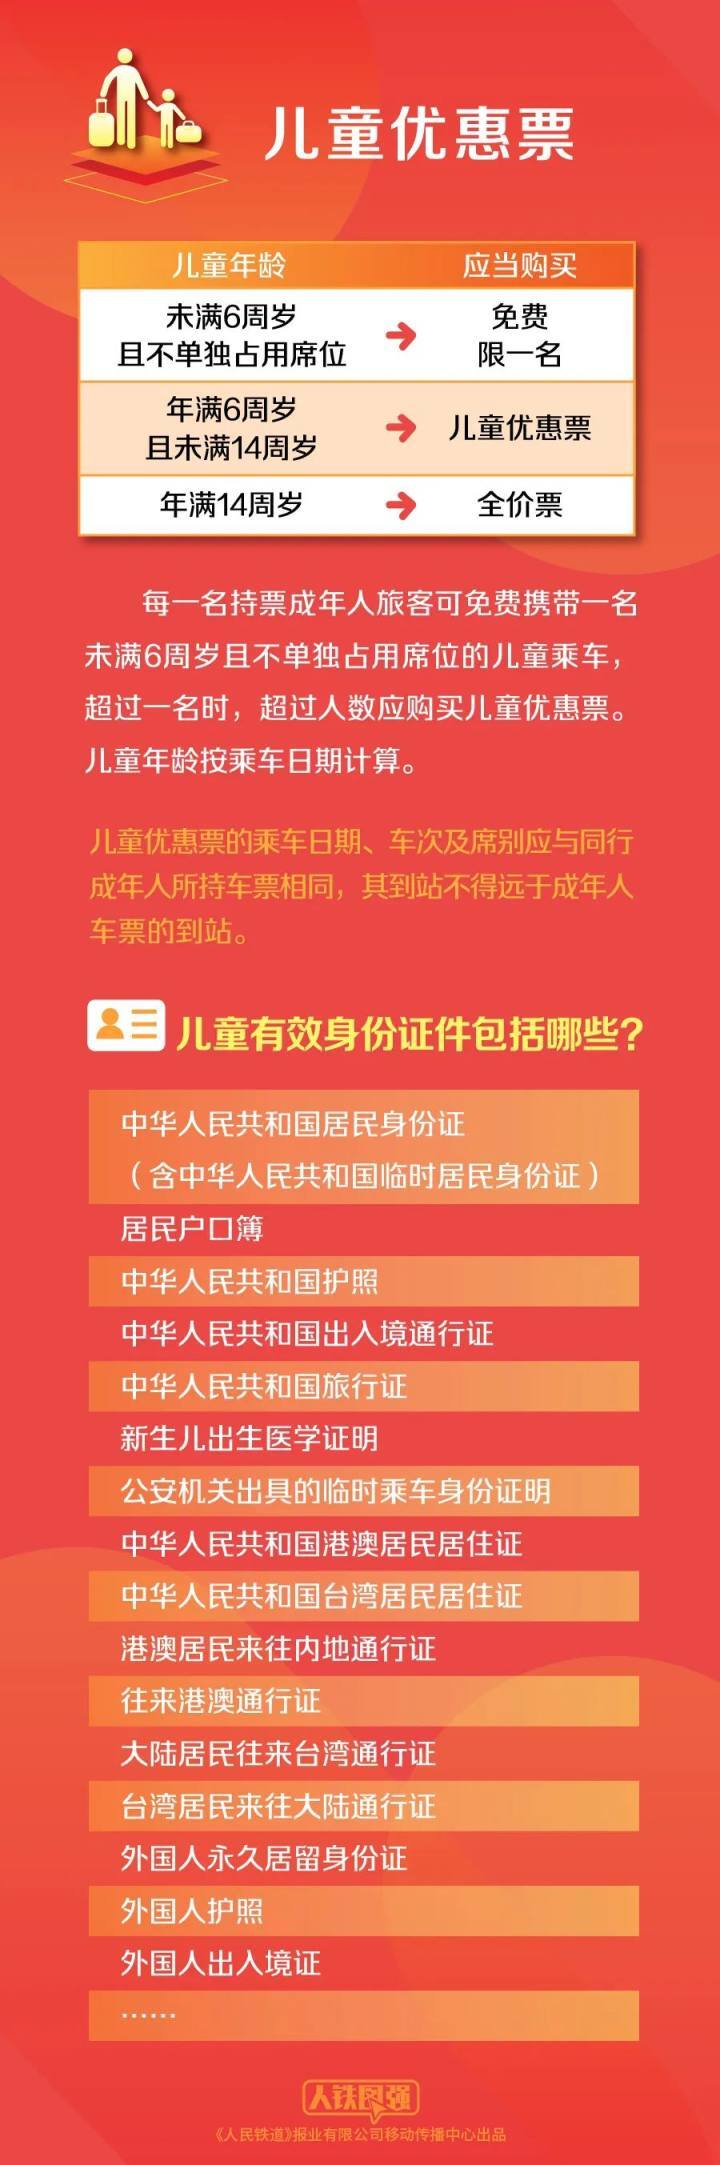 儿童优惠票
儿童年龄 应当购买
未满6周岁
且不单独占用席位
免费
限一名
年满6周岁
且未满14周岁
儿童优惠票
年满14周岁 全价票
每一名持票成年人旅客可免费携带一名
未满6周岁且不单独占用席位的儿童乘车，
超过一名时，超过人数应购买儿童优惠票。
儿童年龄按乘车日期计算。
儿童优惠票的乘车日期、车次及席别应与同行
成年人所持车票相同，其到站不得远于成年人
车票的到站。
儿童有效身份证件包括哪些？
中华人民共和国居民身份证
（含中华人民共和国临时居民身份证）
居民户口簿
中华人民共和国护照
中华人民共和国出入境通行证
中华人民共和国旅行证
新生儿出生医学证明
公安机关出具的临时乘车身份证明
中华人民共和国港澳居民居住证
中华人民共和国台湾居民居住证
港澳居民来往内地通行证
往来港澳通行证
大陆居民往来台湾通行证
台湾居民来往大陆通行证
外国人永久居留身份证
外国人护照
外国人出入境证
……
人铁图强
《人民铁道》报业有限公司移动传播中心出品